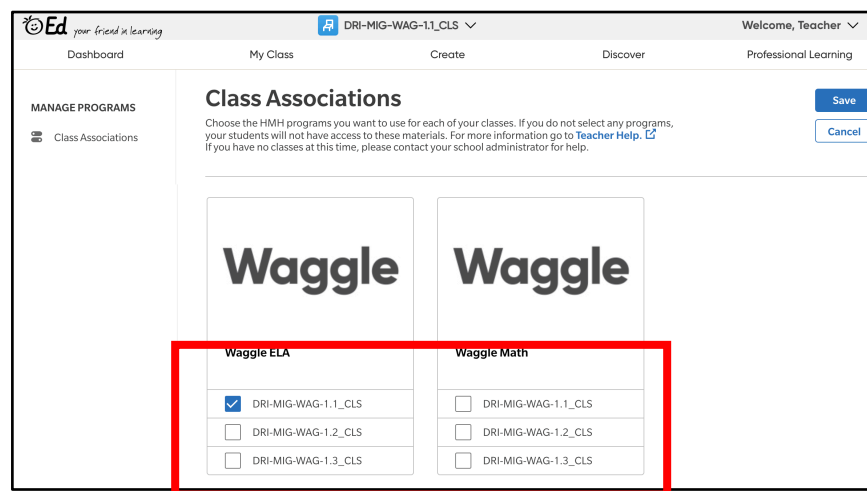 Ed your friend in learning
DRI-MIG-WAG-1.1_CLS
Welcome, Teacher
Dashboard
My Class
Create
Discover
Professional Learning
MANAGE PROGRAMS
Class Associations
Class Associations
Choose the HMH programs you want to use for each of your classes. If you do not select any programs,
your students will not have access to these materials. For more information go to Teacher Help.
If you have no classes at this time, please contact your school administrator for help.
Save
Cancel
Waggle
Waggle ELA
DRI-MIG-WAG-1.1_CLS
DRI-MIG-WAG-1.2_CLS
DRI-MIG-WAG-1.3_CLS
Waggle
Waggle Math
DRI-MIG-WAG-1.1_CLS
DRI-MIG-WAG-1.2_CLS
DRI-MIG-WAG-1.3_CLS